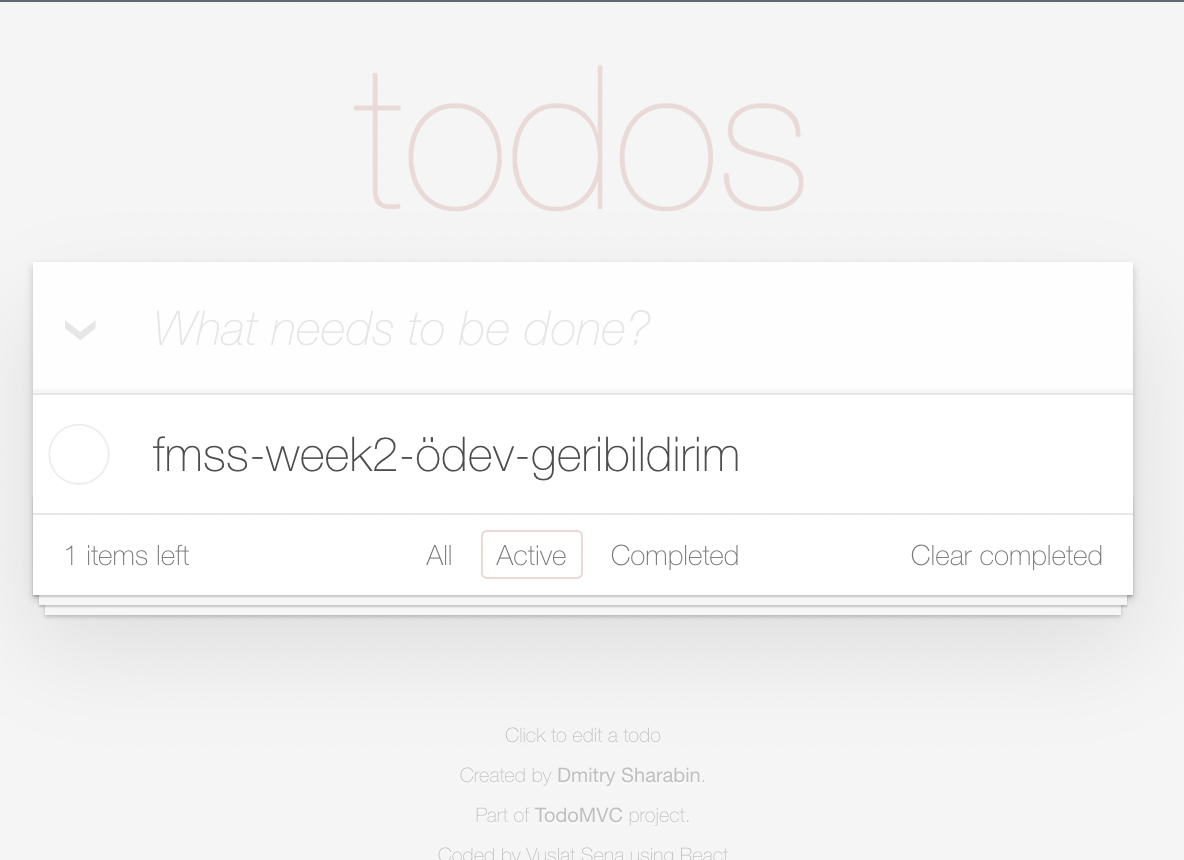 todos
What needs to be done?
fmss-week2-ödev-geribildirim
1 items left All Active Completed Clear completed
Click to edit a todo
Created by Dmitry Sharabin.
Part of TodoMVC project.
Coded by Vuslat Sena using React